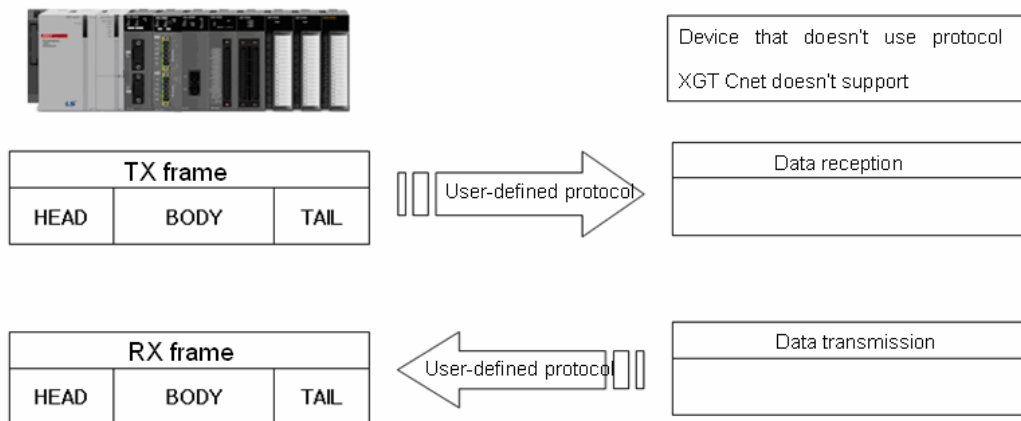 LS
Device that doesn't use protocol
XGT Cnet doesn't support
TX frame
HEAD BODY TAIL
User-defined protocol
Data reception
RX frame
HEAD BODY TAIL
User-defined protocol
Data transmission